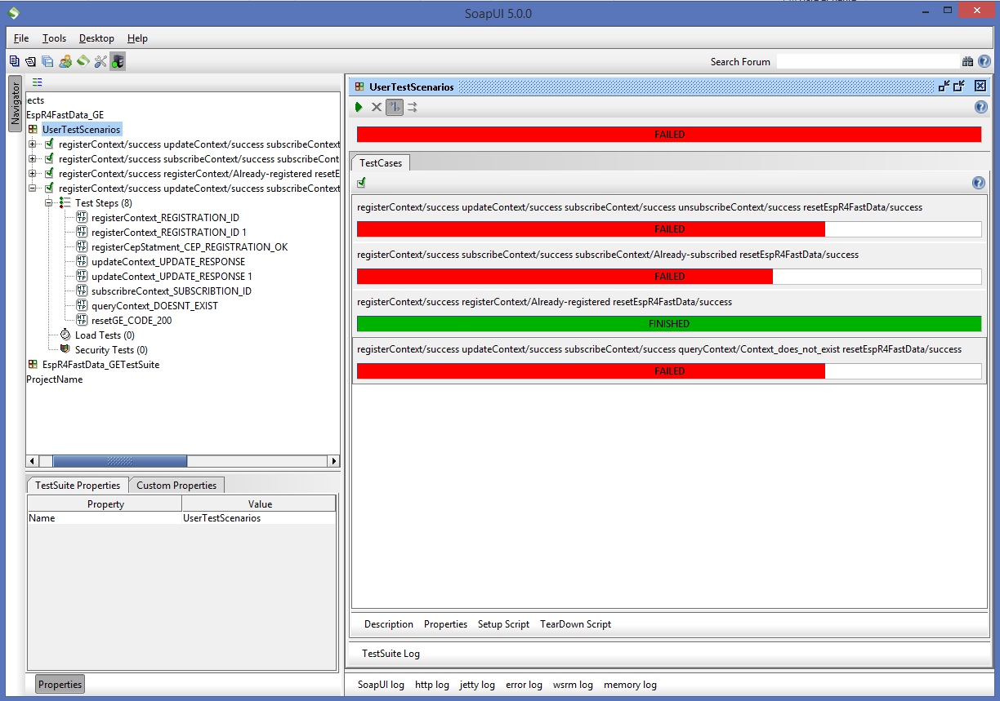 SoapUI 5.0.0
File Tools Desktop Help
Search Forum
Navigator
jects
EspR4FastData_GE
UserTestScenarios
registerContext/success updateContext/success subscribeContext
registerContext/success subscribeContext/success subscribeCont
registerContext/success registerContext/Already-registered resetE
registerContext/success updateContext/success subscribeContext
Test Steps (8)
registerContext_REGISTRATION_ID
registerContext_REGISTRATION_ID 1
registerCepStatment_CEP_REGISTRATION_OK
updateContext_UPDATE_RESPONSE
updateContext_UPDATE_RESPONSE 1
subscribreContext_SUBSCRIBTION_ID
queryContext_DOESNT_EXIST
resetGE_CODE_200
Load Tests (0)
Security Tests (0)
EspR4FastData_GETestSuite
ProjectName
TestSuite Properties Custom Properties
Property Value
Name UserTestScenarios
Properties
UserTestScenarios
FAILED
TestCases
registerContext/success updateContext/success subscribeContext/success unsubscribeContext/success resetEspR4FastData/success
FAILED
registerContext/success subscribeContext/success subscribeContext/Already-subscribed resetEspR4FastData/success
FAILED
registerContext/success registerContext/Already-registered resetEspR4FastData/success
FINISHED
registerContext/success updateContext/success subscribeContext/success queryContext/Context_does_not_exist resetEspR4FastData/success
FAILED
Description Properties Setup Script TearDown Script
TestSuite Log
SoapUI log http log jetty log error log wsrm log memory log